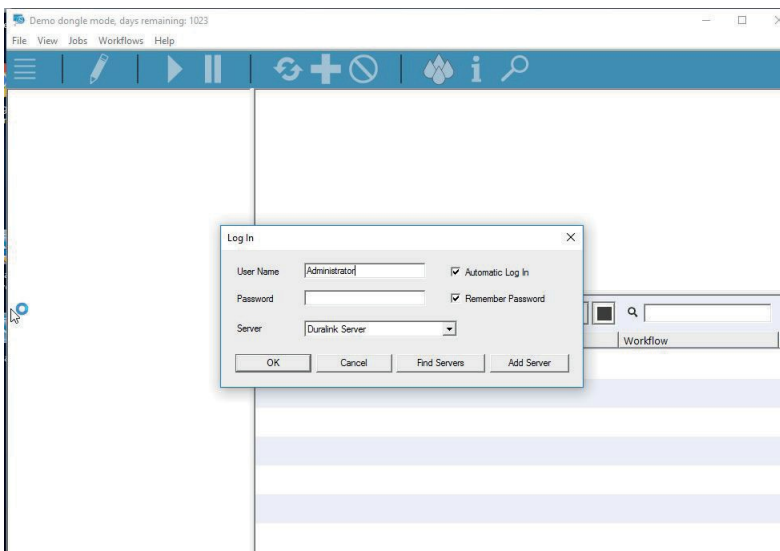 Demo dongle mode, days remaining: 1023
File View Jobs Workflows Help
Log In
User Name Administrator Automatic Log In
Password Remember Password
Server Duralink Server
OK Cancel Find Servers Add Server
Workflow